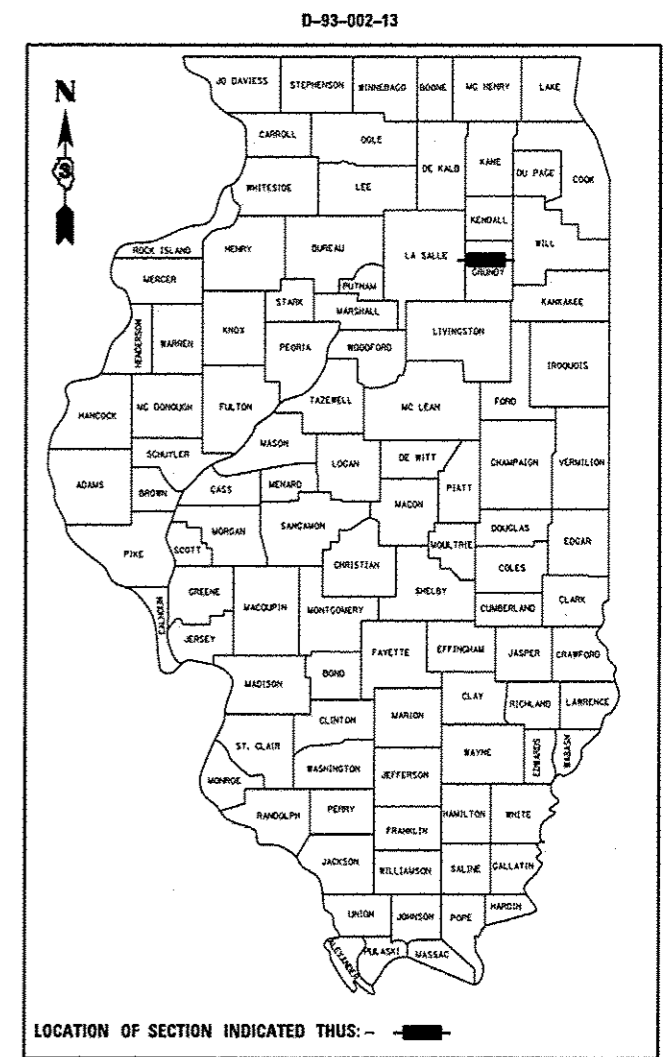 D-93-002-13
JO DAVIESS STEPHENSON WINNEBAGO BOONE MC HENRY LAKE
N
CARROLL OGLE DE KALB KANE DU PAGE COOK
3
WHITESIDE LEE
KENDALL WILL
ROCK ISLAND HENRY BUREAU LA SALLE GRUNDY
MERCER PUTNAM KANKAKEE
STARK MARSHALL
HENDERSON WARREN KNOX PEORIA WOODFORD LIVINGSTON IROQUOIS
HANCOCK MC DONOUGH FULTON TAZEWELL MC LEAN FORD
MASON
SCHUYLER LOGAN DE WITT CHAMPAIGN VERMILION
ADAMS BROWN CASS MENARD MACON PIATT
MORGAN SANGAMON DOUGLAS EDGAR
PIKE SCOTT CHRISTIAN MOULTRIE COLES
GREENE SHELBY
CALHOUN MACOUPIN MONTGOMERY CUMBERLAND CLARK
JERSEY
FAYETTE EFFINGHAM JASPER CRAWFORD
MADISON BOND
CLAY RICHLAND LAWRENCE
CLINTON MARION
ST. CLAIR WAYNE EDWARDS WABASH
WASHINGTON JEFFERSON
MONROE
RANDOLPH PERRY HAMILTON WHITE
FRANKLIN
JACKSON WILLIAMSON SALINE GALLATIN
HARDIN
UNION JOHNSON POPE
ALEXANDER PULASKI MASSAC
LOCATION OF SECTION INDICATED THUS: -